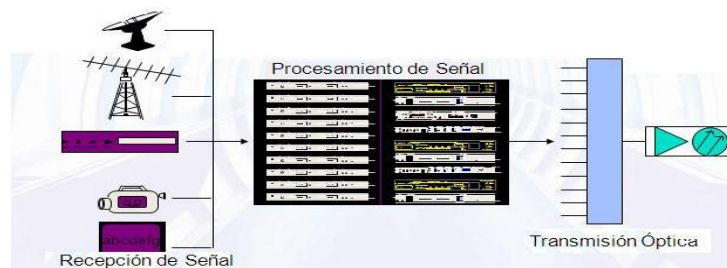 Procesamiento de Señal
abcdefg
Recepción de Señal
Transmisión Óptica